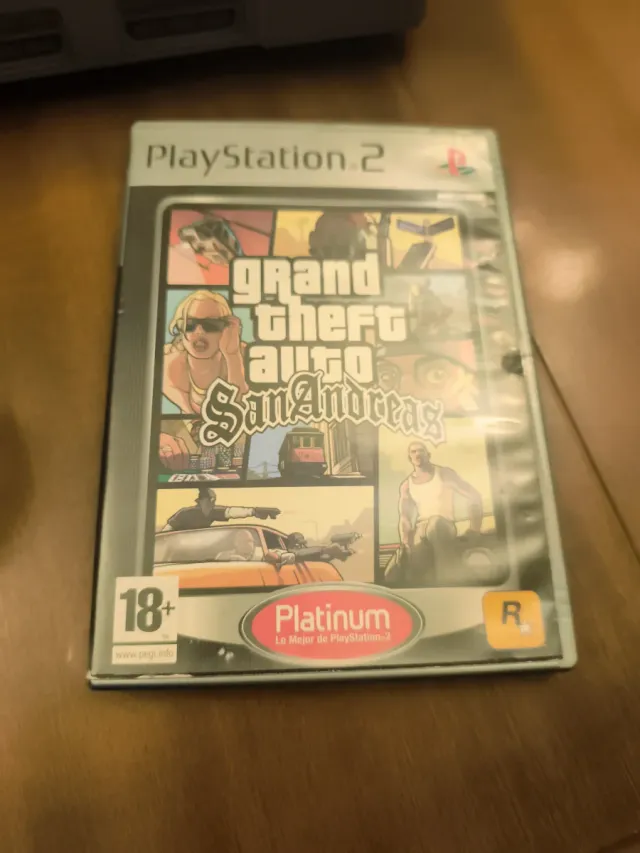 PlayStation®2
grand
theft
auto
San Andreas
18+
www.pegi.info
Platinum
Lo Mejor de PlayStation®2
R